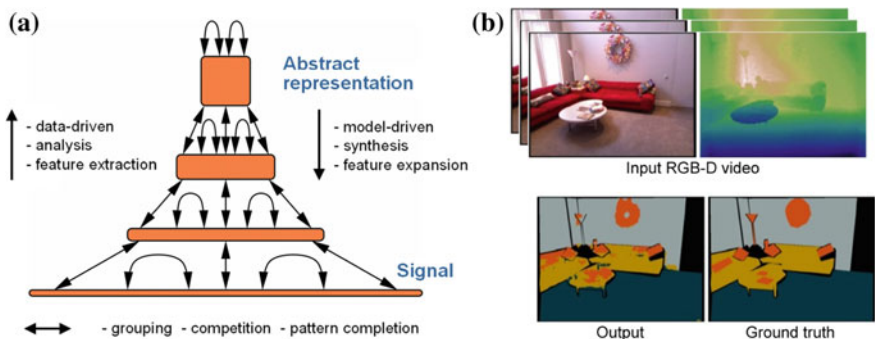 (a)
Abstract
representation
- data-driven
- analysis
- feature extraction
- model-driven
- synthesis
- feature expansion
Signal
- grouping - competition - pattern completion
(b)
Input RGB-D video
Output
Ground truth